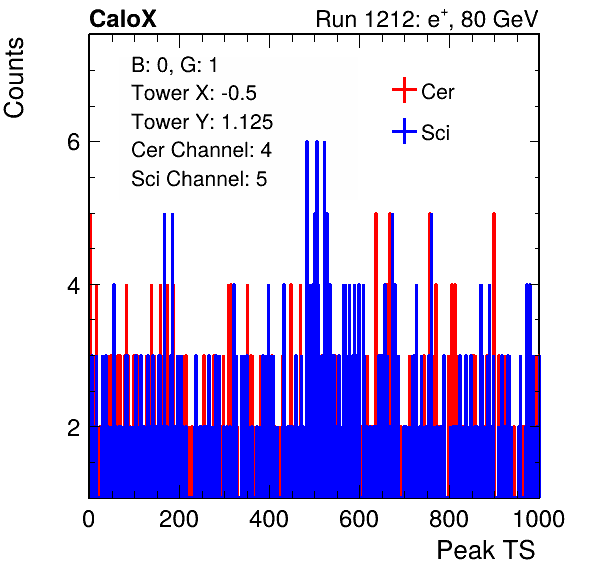 CaloX Run 1212: e⁺, 80 GeV
Counts
B: 0, G: 1
Tower X: -0.5
Tower Y: 1.125
Cer Channel: 4
Sci Channel: 5
Cer
Sci
6
4
2
0 200 400 600 800 1000
Peak TS